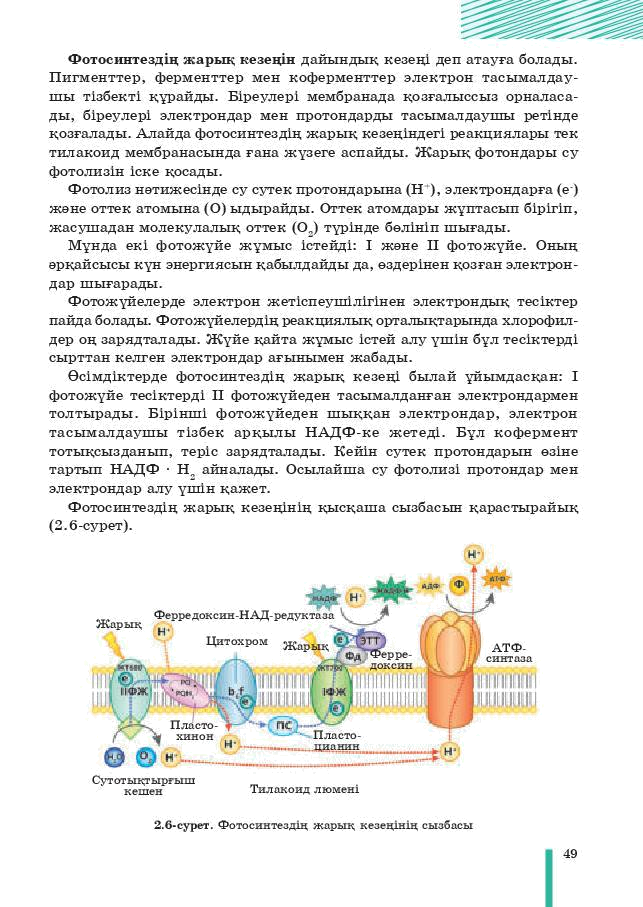 Фотосинтездің жарық кезеңін дайындық кезеңі деп атауға болады.
Пигменттер, ферменттер мен коферменттер электрон тасымалдау-
шы тізбекті құрайды. Біреулері мембранада қозғалыссыз орналаса-
ды, біреулері электрондар мен протондарды тасымалдаушы ретінде
қозғалады. Алайда фотосинтездің жарық кезеңіндегі реакциялары тек
тилакоид мембранасында ғана жүзеге аспайды. Жарық фотондары су
фотолизін іске қосады.
Фотолиз нәтижесінде су сутек протондарына (H⁺), электрондарға (e⁻)
және оттек атомына (О) ыдырайды. Оттек атомдары жұптасып бірігіп,
жасушадан молекулалық оттек (О₂) түрінде бөлініп шығады.
Мұнда екі фотожүйе жұмыс істейді: I және II фотожүйе. Оның
әрқайсысы күн энергиясын қабылдайды да, өздерінен қозған электрон-
дар шығарады.
Фотожүйелерде электрон жетіспеушілігінен электрондық тесіктер
пайда болады. Фотожүйелердің реакциялық орталықтарында хлорофил-
дер оң зарядталады. Жүйе қайта жұмыс істей алу үшін бұл тесіктерді
сырттан келген электрондар ағынымен жабады.
Өсімдіктерде фотосинтездің жарық кезеңі былай ұйымдасқан: I
фотожүйе тесіктерді II фотожүйеден тасымалданған электрондармен
толтырады. Бірінші фотожүйеден шыққан электрондар, электрон
тасымалдаушы тізбек арқылы НАДФ-ке жетеді. Бұл кофермент
тотықсызданып, теріс зарядталады. Кейін сутек протондарын өзіне
тартып НАДФ · H₂ айналады. Осылайша су фотолизі протондар мен
электрондар алу үшін қажет.
Фотосинтездің жарық кезеңінің қысқаша сызбасын қарастырайық
(2.6-сурет).
H⁺
НАДФ H⁺ НАДФ·H АДФ Ф АТФ
Ферредоксин-НАД-редуктаза
Жарық
H⁺
Цитохром
Жарық
e ЭТТ
Фд
Ферре-
доксин
АТФ-
синтаза
e
IIФЖ
b₆f
e
IФЖ
e
Пласто-
хинон
ПС
Пласто-
цианин
H₂O O₂ H⁺
H⁺
H⁺
Сутотықтырғыш
кешен
Тилакоид люмені
2.6-сурет. Фотосинтездің жарық кезеңінің сызбасы
49